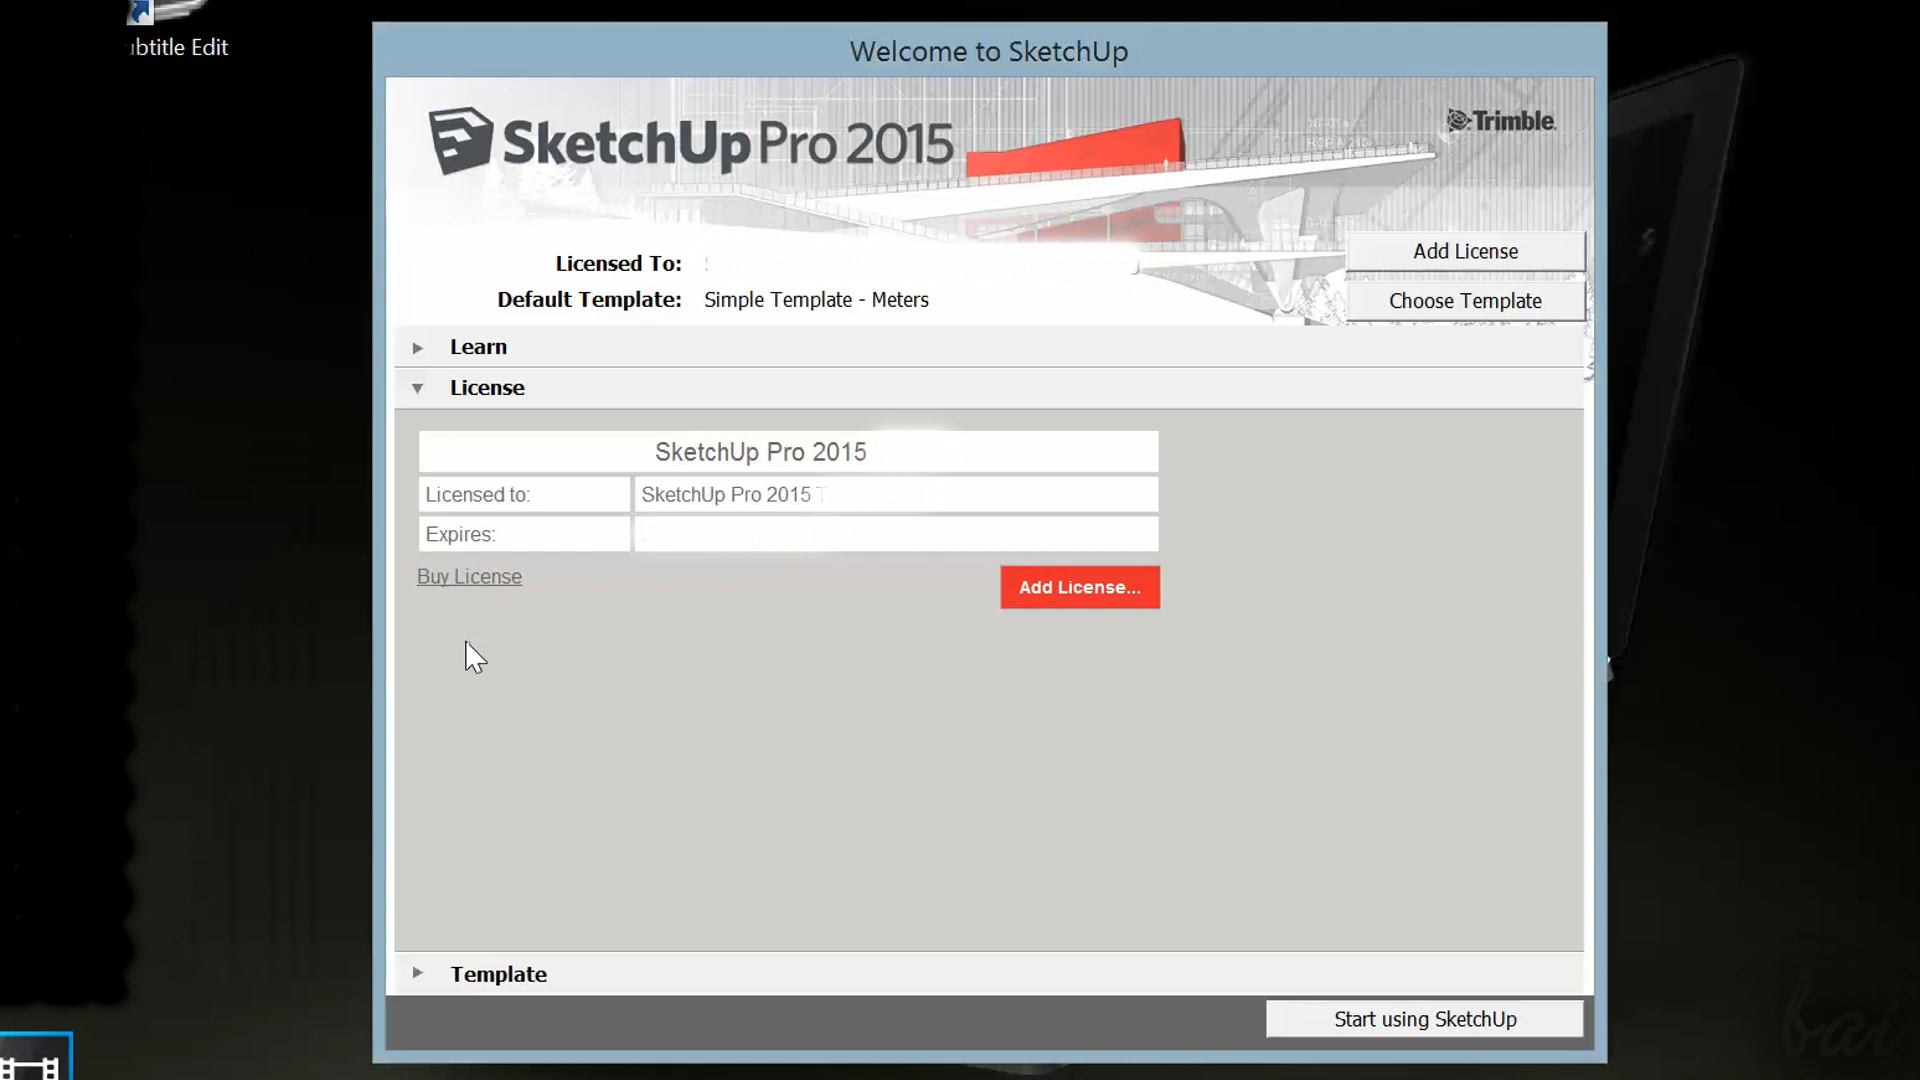 ubtitle Edit
Welcome to SketchUp
SketchUp Pro 2015
Trimble.
Licensed To:
Add License
Default Template: Simple Template - Meters
Choose Template
Learn
License
SketchUp Pro 2015
Licensed to: SketchUp Pro 2015 T
Expires:
Buy License
Add License...
Template
Start using SketchUp
bai